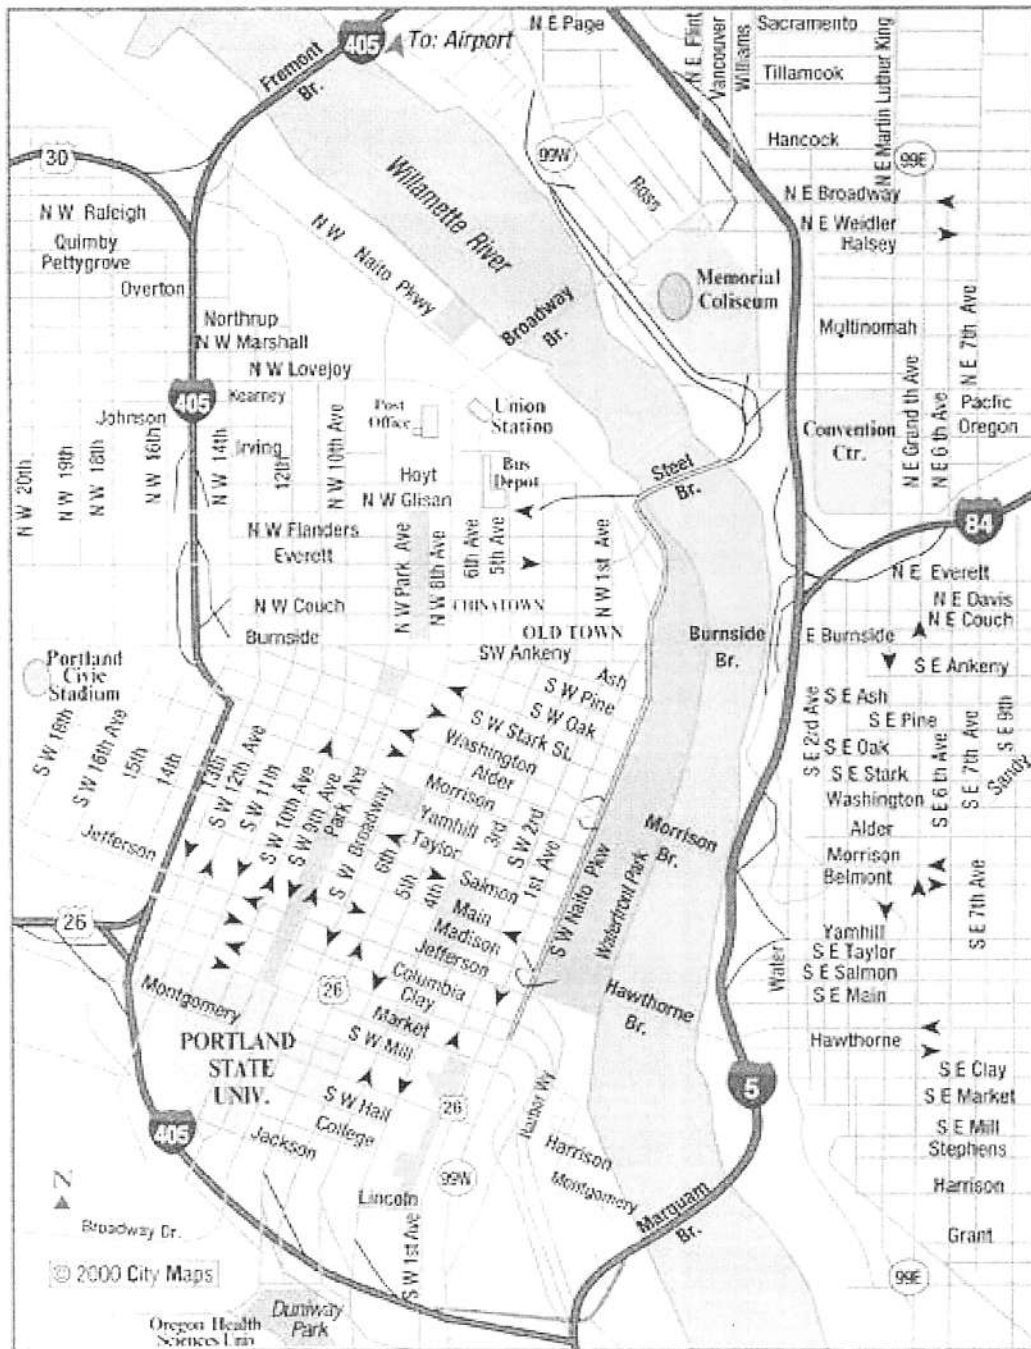 405
To: Airport
Fremont
Br.
N E Page
N E Flint
Vancouver
Williams
Sacramento
Tillamook
Hancock
N E Martin Luther King
99E
99W
30
N W Raleigh
Quimby
Pettygrove
Overton
N W Naito Pkwy
Willamette River
Ross
N E Broadway
N E Weidler
Halsey
Memorial
Coliseum
Broadway
Br.
Northrup
N W Marshall
N W Lovejoy
Multinomah
N E 7th Ave
405
Kearney
Johnson
Irving
Post
Office
Union
Station
Pacific
Oregon
Convention
Ctr.
N E Grand th Ave
N E 6 th Ave
N W 20th
N W 19th
N W 18th
N W 16th
N W 14th
12th
N W 10th Ave
Hoyt
N W Glisan
Bus
Depot
Steel
Br.
84
N W Flanders
Everett
N W Park Ave
N W 8th Ave
6th Ave
5th Ave
N W 1st Ave
N E Everett
N E Davis
N E Couch
N W Couch
CHINATOWN
Burnside
OLD TOWN
SW Ankeny
Burnside
Br.
E Burnside
S E Ankeny
Portland
Civic
Stadium
Ash
S W Pine
S W Oak
S W Stark St.
Washington
Alder
Morrison
Yamhill
Taylor
Salmon
Main
Madison
Jefferson
Columbia
Clay
Market
S W Mill
S W Hall
College
Jackson
S E 2rd Ave
S E Ash
S E Pine
S E Oak
S E Stark
Washington
Alder
S E 6th Ave
S E 7th Ave
S E 9th
Sandy
S W 18th
S W 16th Ave
15th
14th
13th
S W 12th Ave
S W 11th
S W 10th Ave
S W 9th Ave
Park Ave
S W Broadway
6th
5th
4th
3rd
S W 2rd
1st Ave
S W Naito Pkw
Waterfront Park
Jefferson
Morrison
Br.
Morrison
Belmont
S E 7th Ave
Yamhill
S E Taylor
S E Salmon
S E Main
Water
26
26
Montgomery
Hawthorne
Br.
Hawthorne
PORTLAND
STATE
UNIV.
5
S E Clay
S E Market
S E Mill
Stephens
Harrison
Grant
26
405
99W
Harrison
Montgomery
Marquam
Br.
Lincoln
S W 1st Ave
N
Broadway Dr.
© 2000 City Maps
99E
Duniway
Park
Oregon Health
Sciences Univ